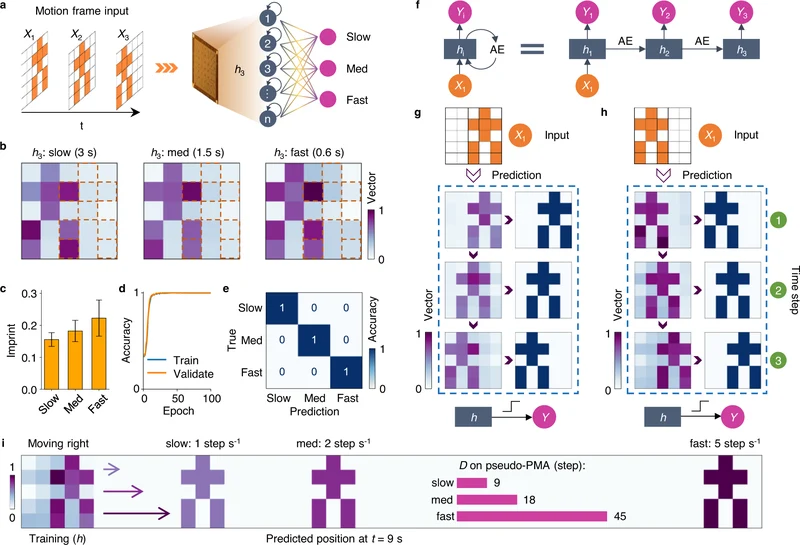 a
Motion frame input
X1 X2 X3
t
h3
1
2
3
⋮
n
Slow
Med
Fast
b
h3: slow (3 s)
h3: med (1.5 s)
h3: fast (0.6 s)
1
Vector
0
c
Imprint
0.3
0.2
0.1
0.0
Slow Med Fast
d
Accuracy
1
0
Train
Validate
0 100
Epoch
e
True
Slow
Med
Fast
1 0 0
0 1 0
0 0 1
Slow Med Fast
Prediction
1
Accuracy
0
f
Yi
hi
AE
X1
Y1 Y2 Y3
h1 AE h2 AE h3
X1
g
X1 Input
Prediction
1
Vector
0
h Y
h
X1 Input
Prediction
1
Vector
0
1
2
3
Time step
h Y
i
Moving right
slow: 1 step s-1
med: 2 step s-1
fast: 5 step s-1
1
0
D on pseudo-PMA (step):
slow 9
med 18
fast 45
Training (h)
Predicted position at t = 9 s